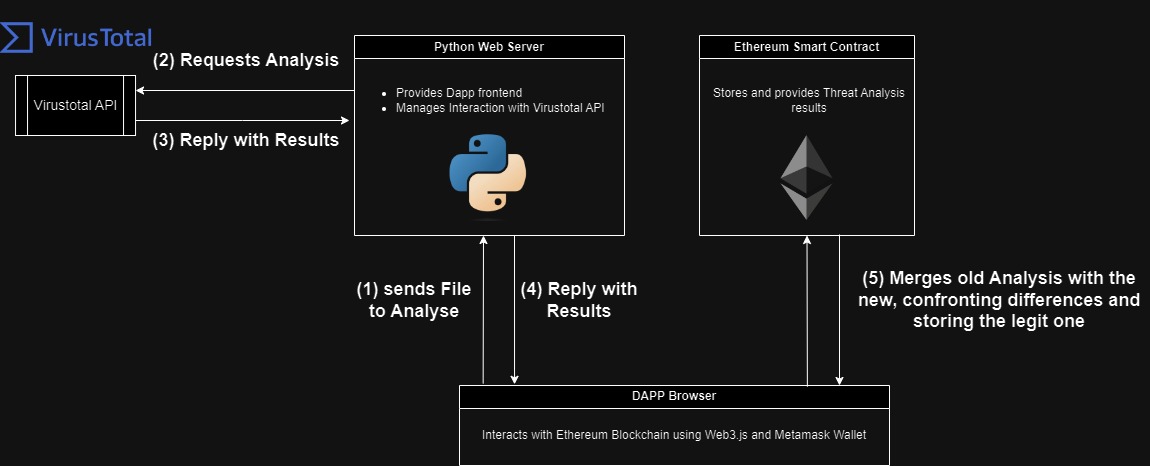 VirusTotal
(2) Requests Analysis
Virustotal API
(3) Reply with Results
Python Web Server
Provides Dapp frontend
Manages Interaction with Virustotal API
Ethereum Smart Contract
Stores and provides Threat Analysis
results
(1) sends File
to Analyse
(4) Reply with
Results
(5) Merges old Analysis with the
new, confronting differences and
storing the legit one
DAPP Browser
Interacts with Ethereum Blockchain using Web3.js and Metamask Wallet